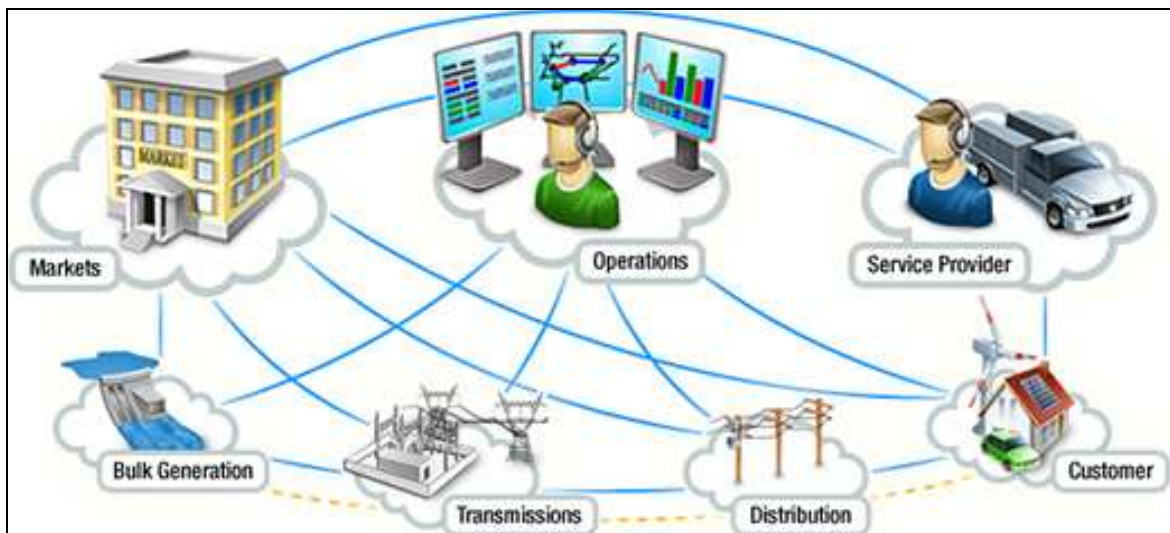 MARKET
Markets
Operations
Service Provider
Bulk Generation
Transmissions
Distribution
Customer